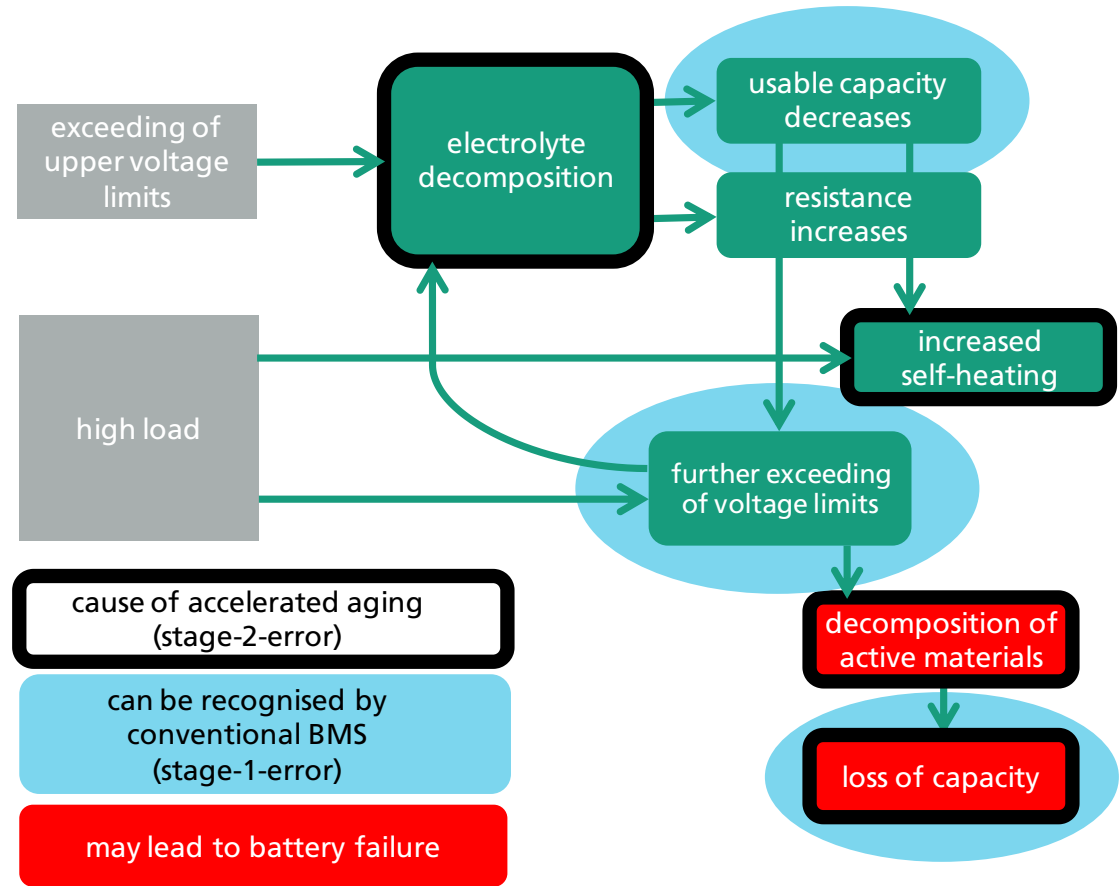 exceeding of
upper voltage
limits
electrolyte
decomposition
usable capacity
decreases
resistance
increases
increased
self-heating
high load
further exceeding
of voltage limits
cause of accelerated aging
(stage-2-error)
decomposition of
active materials
can be recognised by
conventional BMS
(stage-1-error)
loss of capacity
may lead to battery failure